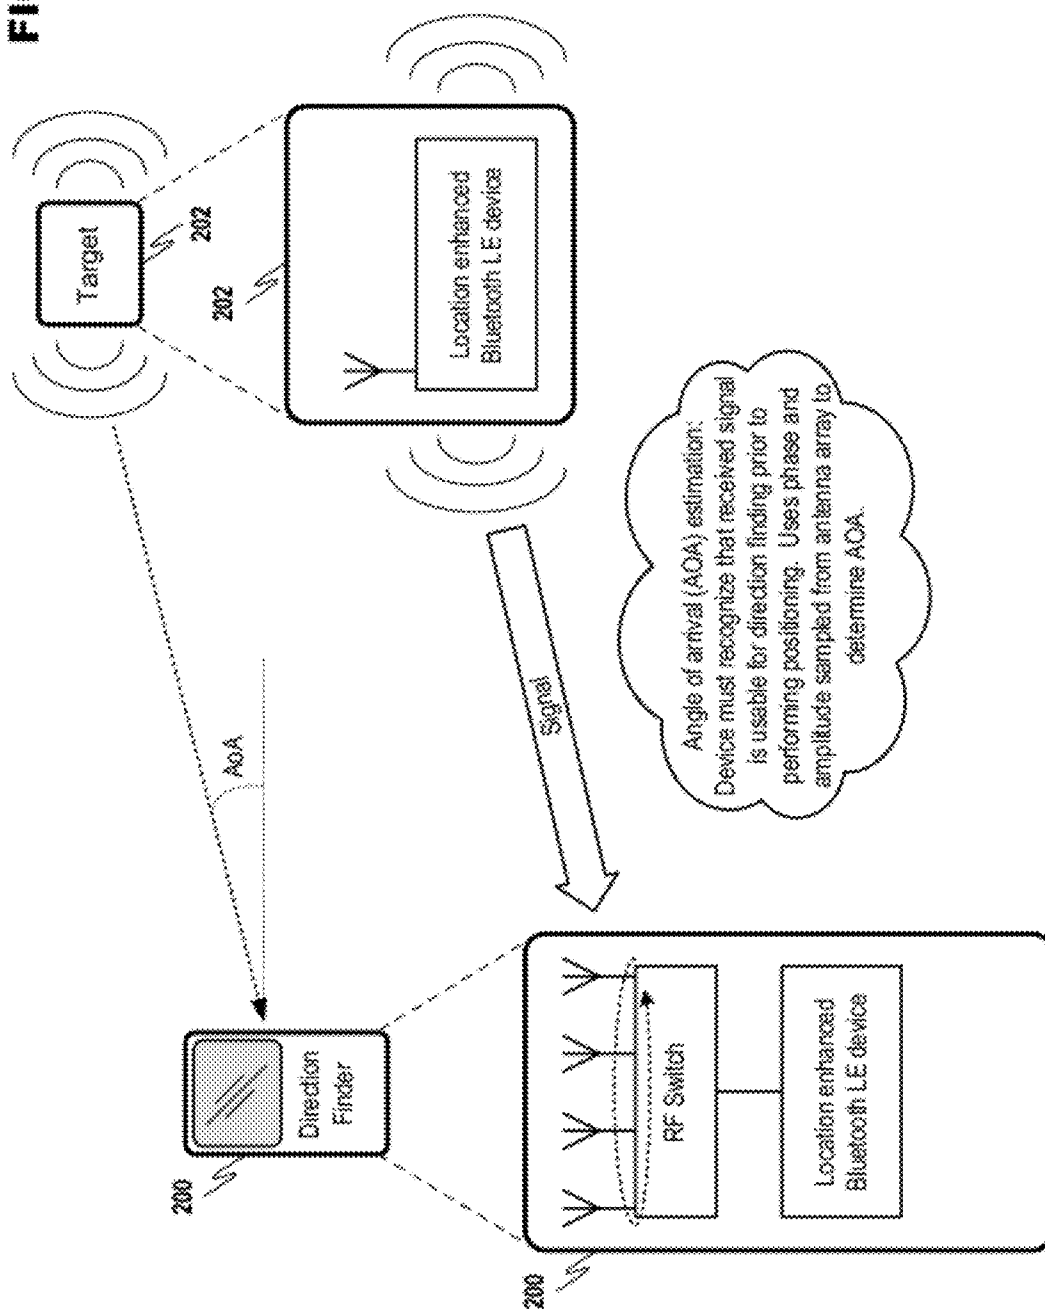 FI
Target
202
202
Location enhanced
Bluetooth LE device
AoA
Signal
Direction
Finder
200
RF Switch
Location enhanced
Bluetooth LE device
200
Angle of arrival (AOA) estimation:
Device must recognize that received signal
is usable for direction finding prior to
performing positioning. Uses phase and
amplitude sampled from antenna array to
determine AOA.